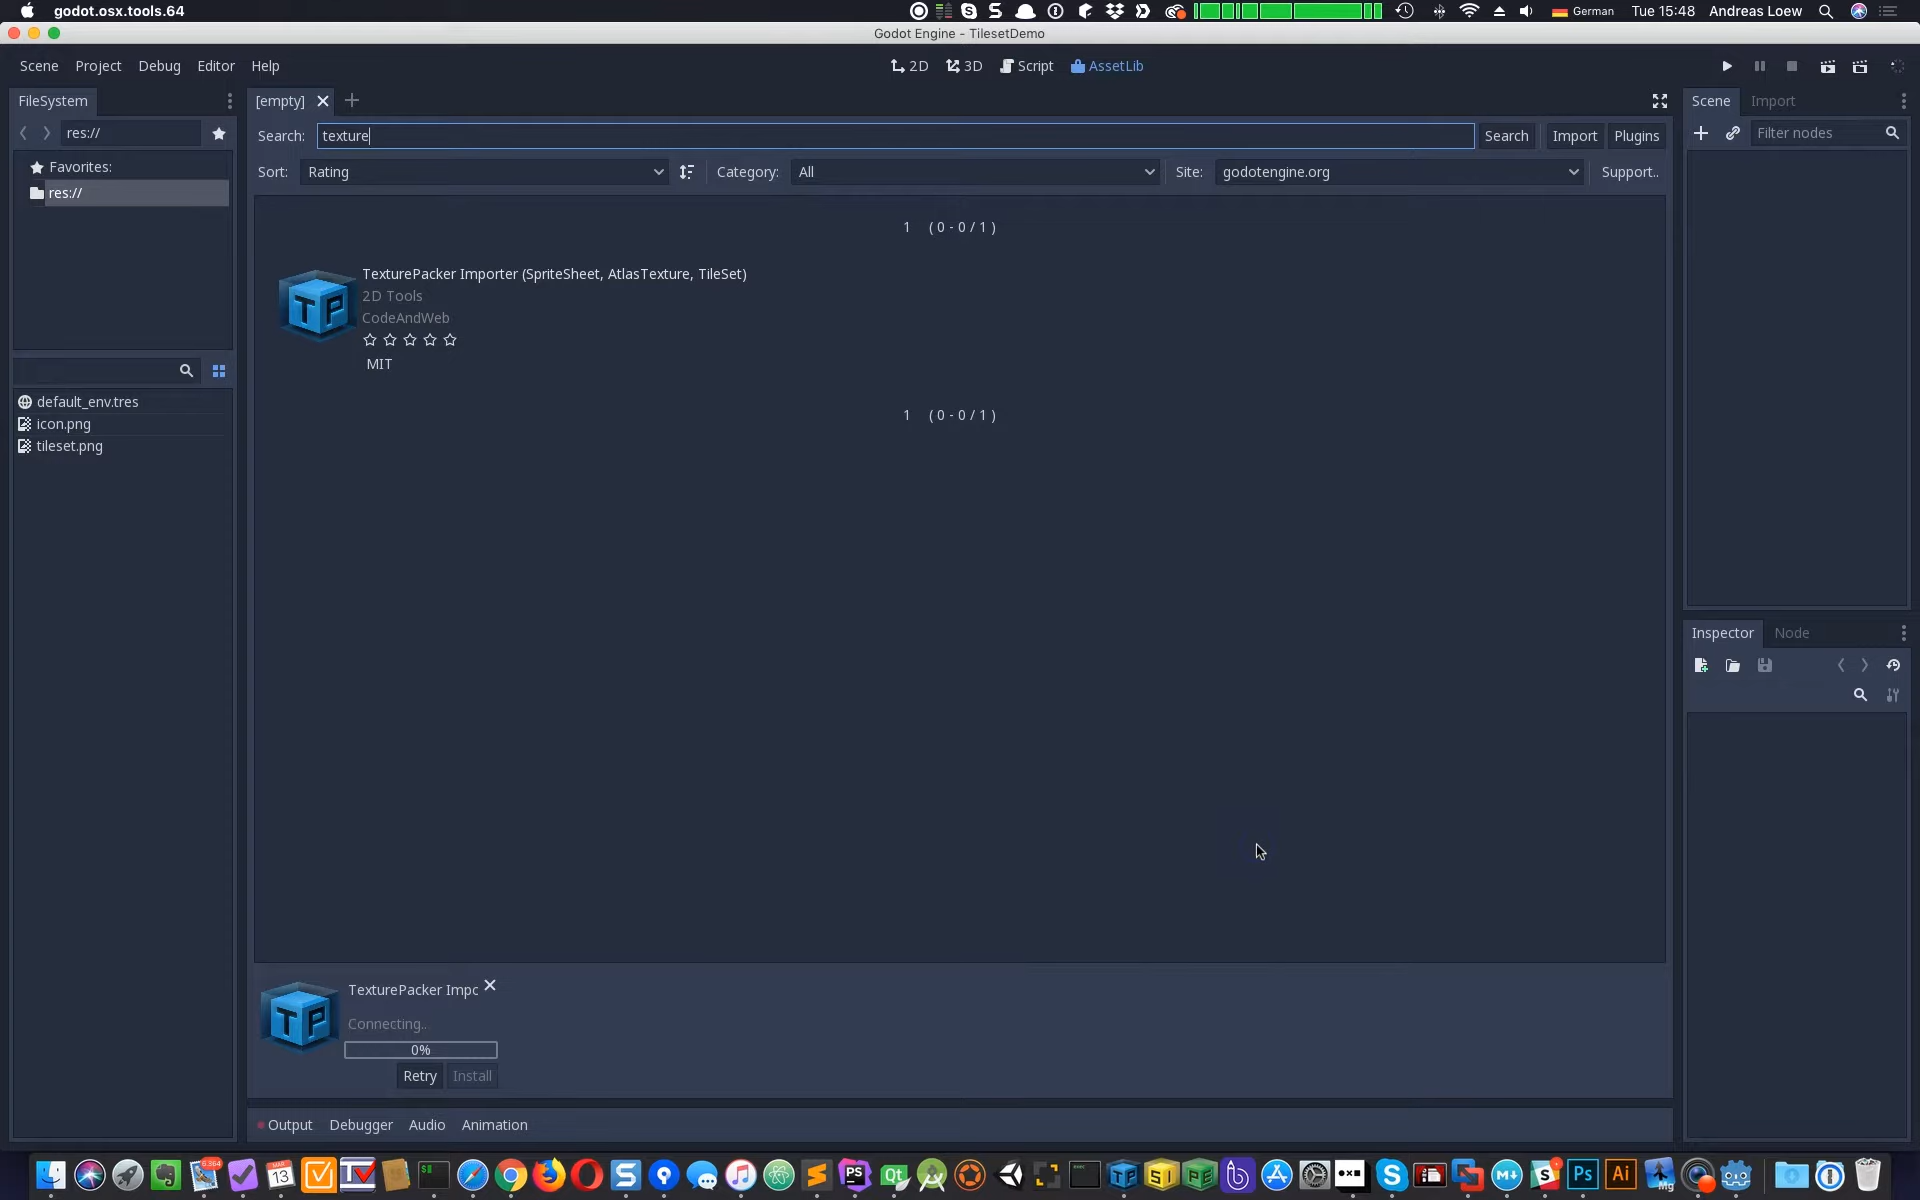 godot.osx.tools.64
German Tue 15:48 Andreas Loew
Godot Engine - TilesetDemo
Scene Project Debug Editor Help
2D 3D Script AssetLib
FileSystem
res://
Favorites:
res://
default_env.tres
icon.png
tileset.png
[empty]
Search: texture Search Import Plugins
Sort: Rating Category: All Site: godotengine.org Support..
1 ( 0 - 0 / 1 )
TexturePacker Importer (SpriteSheet, AtlasTexture, TileSet)
2D Tools
CodeAndWeb
MIT
1 ( 0 - 0 / 1 )
TP
TexturePacker Impc
Connecting..
0%
Retry Install
Output Debugger Audio Animation
Scene Import
Filter nodes
Inspector Node